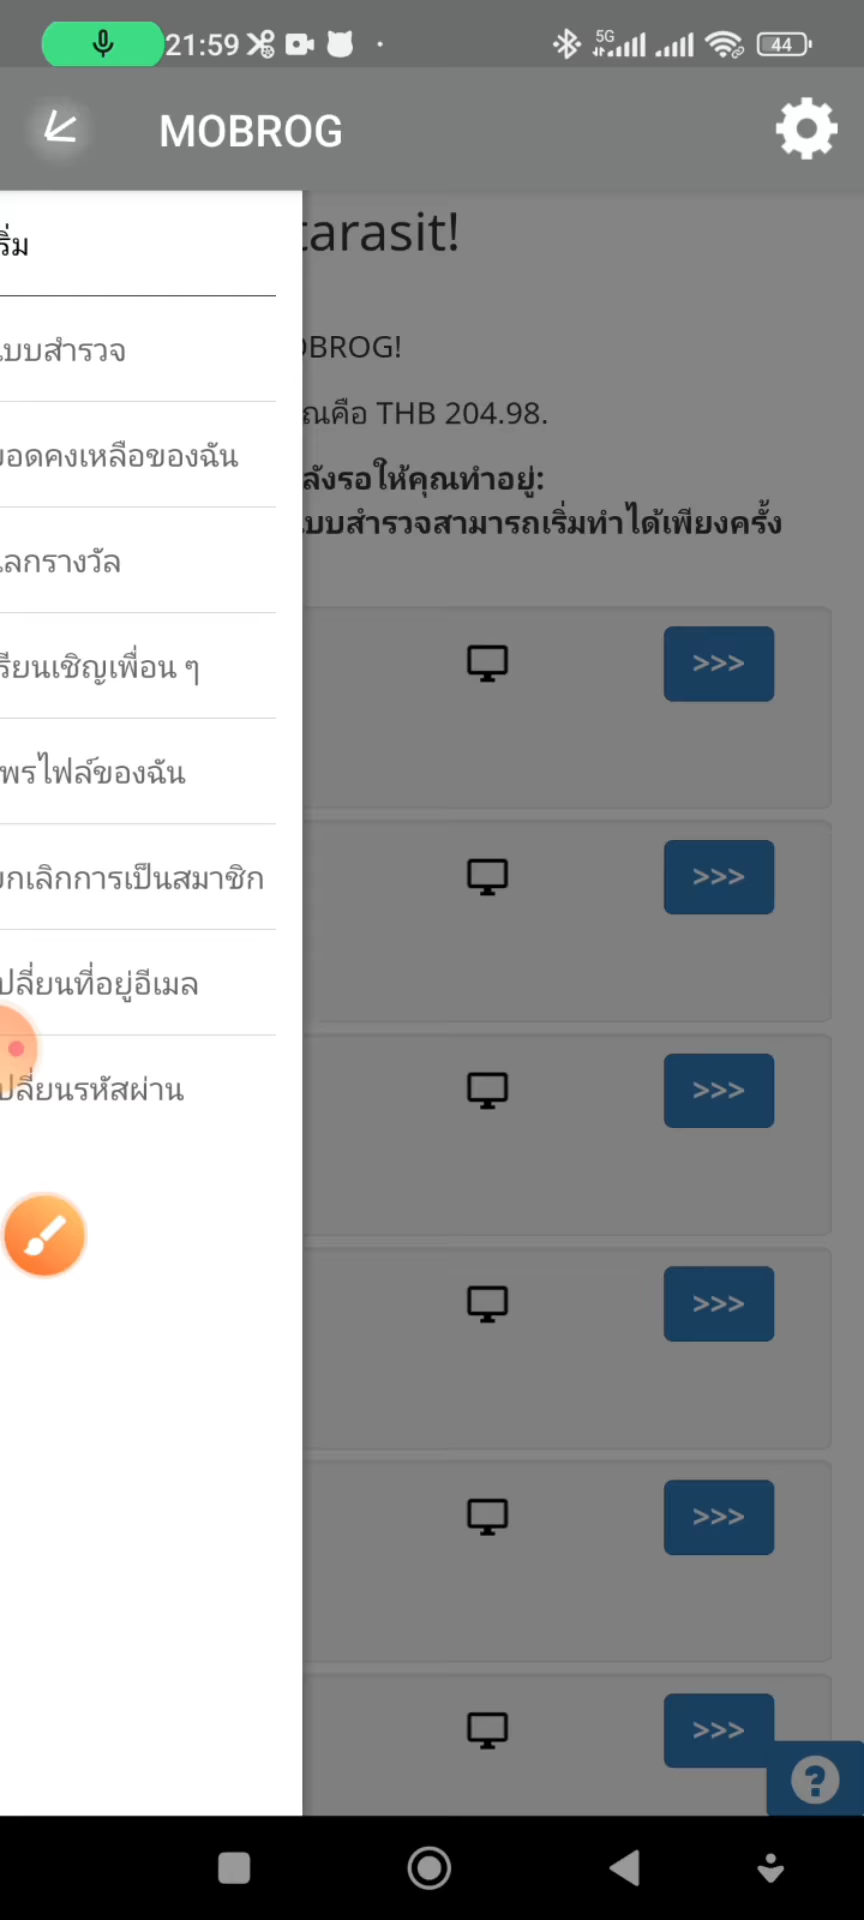 21:59
5G
44
MOBROG
ริ่ม
arasit!
บบสำรวจ
BROG!
ณคือ THB 204.98.
อดคงเหลือของฉัน
ลังรอให้คุณทำอยู่:
บบสำรวจสามารถเริ่มทำได้เพียงครั้ง
ลกรางวัล
>>>
รียนเชิญเพื่อน ๆ
พรไฟล์ของฉัน
>>>
กเลิกการเป็นสมาชิก
ปลี่ยนที่อยู่อีเมล
ปลี่ยนรหัสผ่าน
>>>
>>>
>>>
>>>
?